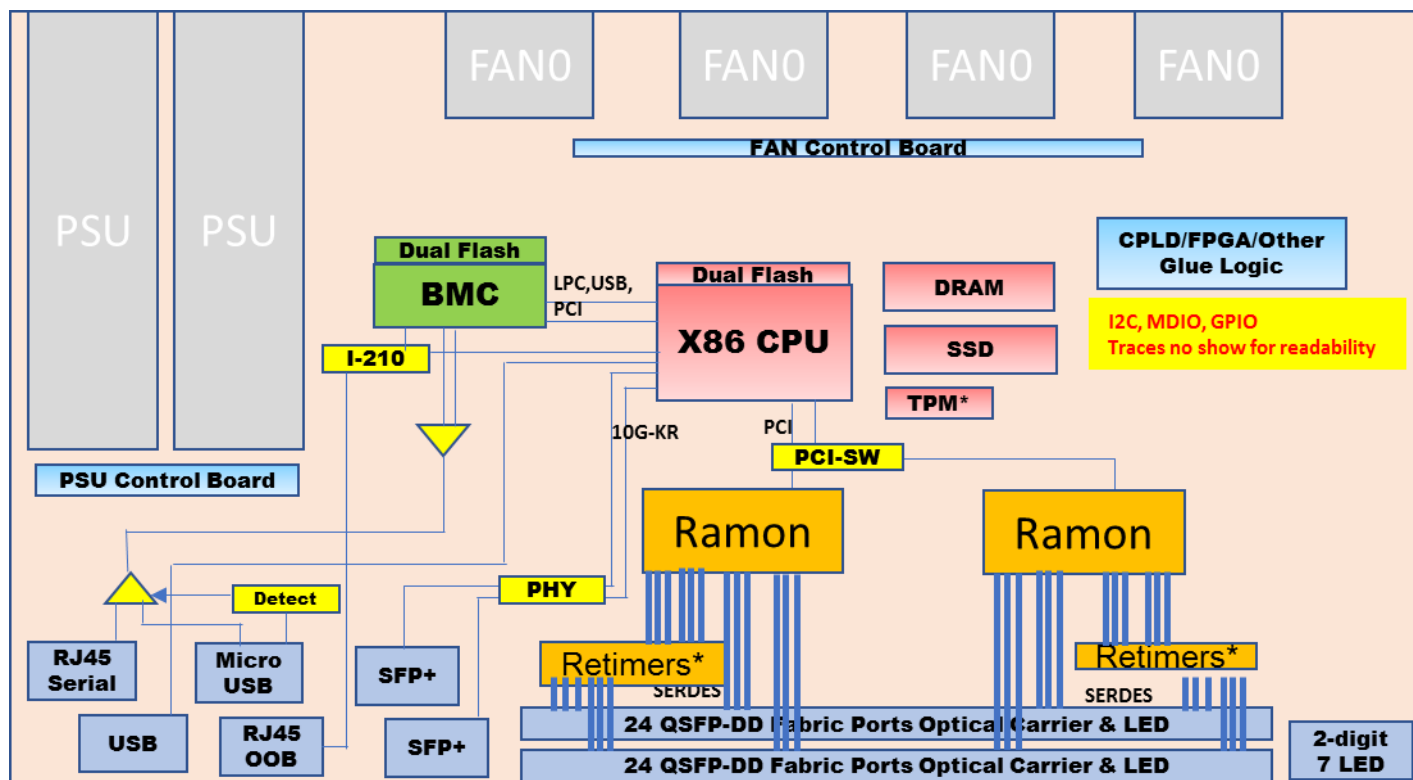 FAN0
FAN0
FAN0
FAN0
FAN Control Board
PSU
PSU
PSU Control Board
Dual Flash
BMC
LPC,USB,
PCI
Dual Flash
X86 CPU
DRAM
SSD
TPM*
CPLD/FPGA/Other
Glue Logic
I2C, MDIO, GPIO
Traces no show for readability
I-210
10G-KR
PCI
PCI-SW
Ramon
Ramon
PHY
Detect
RJ45
Serial
Micro
USB
SFP+
Retimers*
SERDES
Retimers*
SERDES
USB
RJ45
OOB
SFP+
24 QSFP-DD Fabric Ports Optical Carrier & LED
24 QSFP-DD Fabric Ports Optical Carrier & LED
2-digit
7 LED